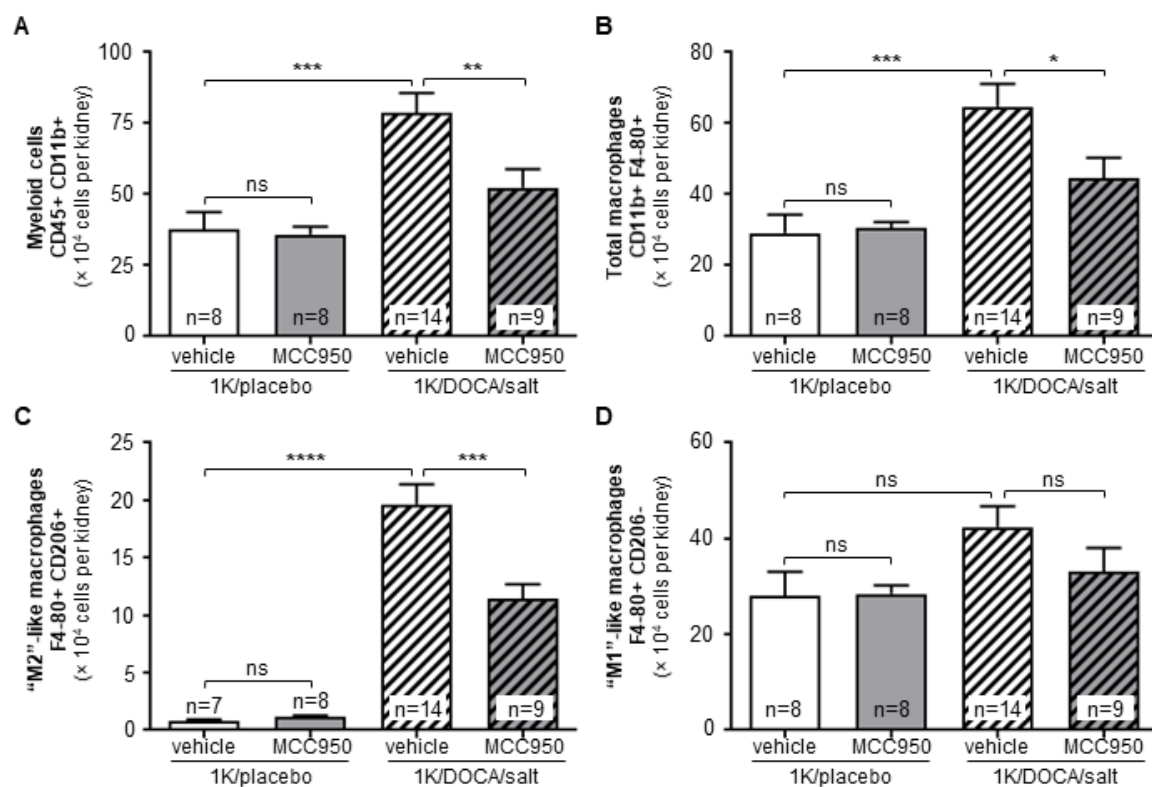 A
Myeloid cells
CD45+ CD11b+
(× 10⁴ cells per kidney)
100
75
50
25
0
***
**
ns
n=8
n=8
n=14
n=9
vehicle
MCC950
vehicle
MCC950
1K/placebo
1K/DOCA/salt
B
Total macrophages
CD11b+ F4-80+
(× 10⁴ cells per kidney)
80
60
40
20
0
***
*
ns
n=8
n=8
n=14
n=9
vehicle
MCC950
vehicle
MCC950
1K/placebo
1K/DOCA/salt
C
“M2”-like macrophages
F4-80+ CD206+
(× 10⁴ cells per kidney)
25
20
15
10
5
0
****
***
ns
n=7
n=8
n=14
n=9
vehicle
MCC950
vehicle
MCC950
1K/placebo
1K/DOCA/salt
D
“M1”-like macrophages
F4-80+ CD206-
(× 10⁴ cells per kidney)
60
40
20
0
ns
ns
ns
n=8
n=8
n=14
n=9
vehicle
MCC950
vehicle
MCC950
1K/placebo
1K/DOCA/salt